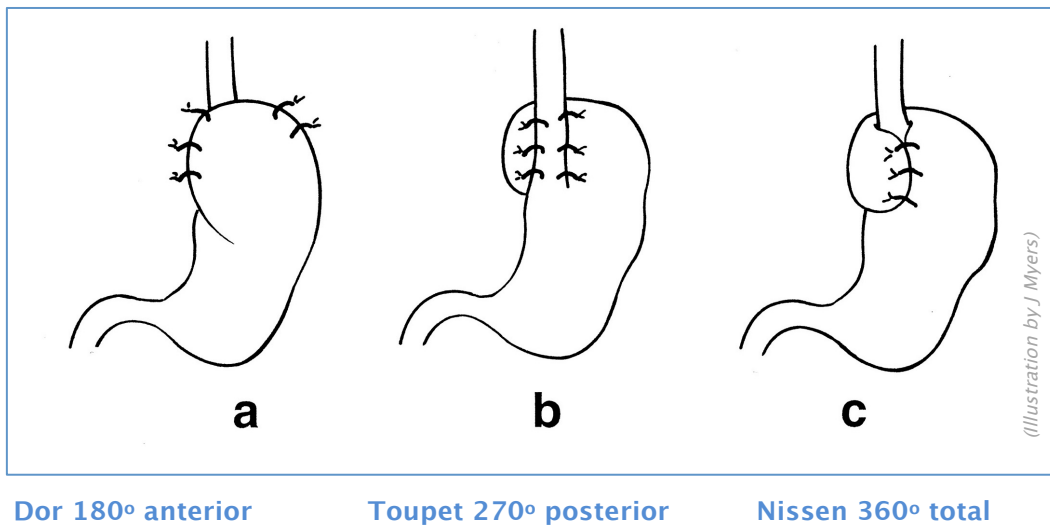 a b c
(Illustration by J Myers)
Dor 180º anterior Toupet 270º posterior Nissen 360º total